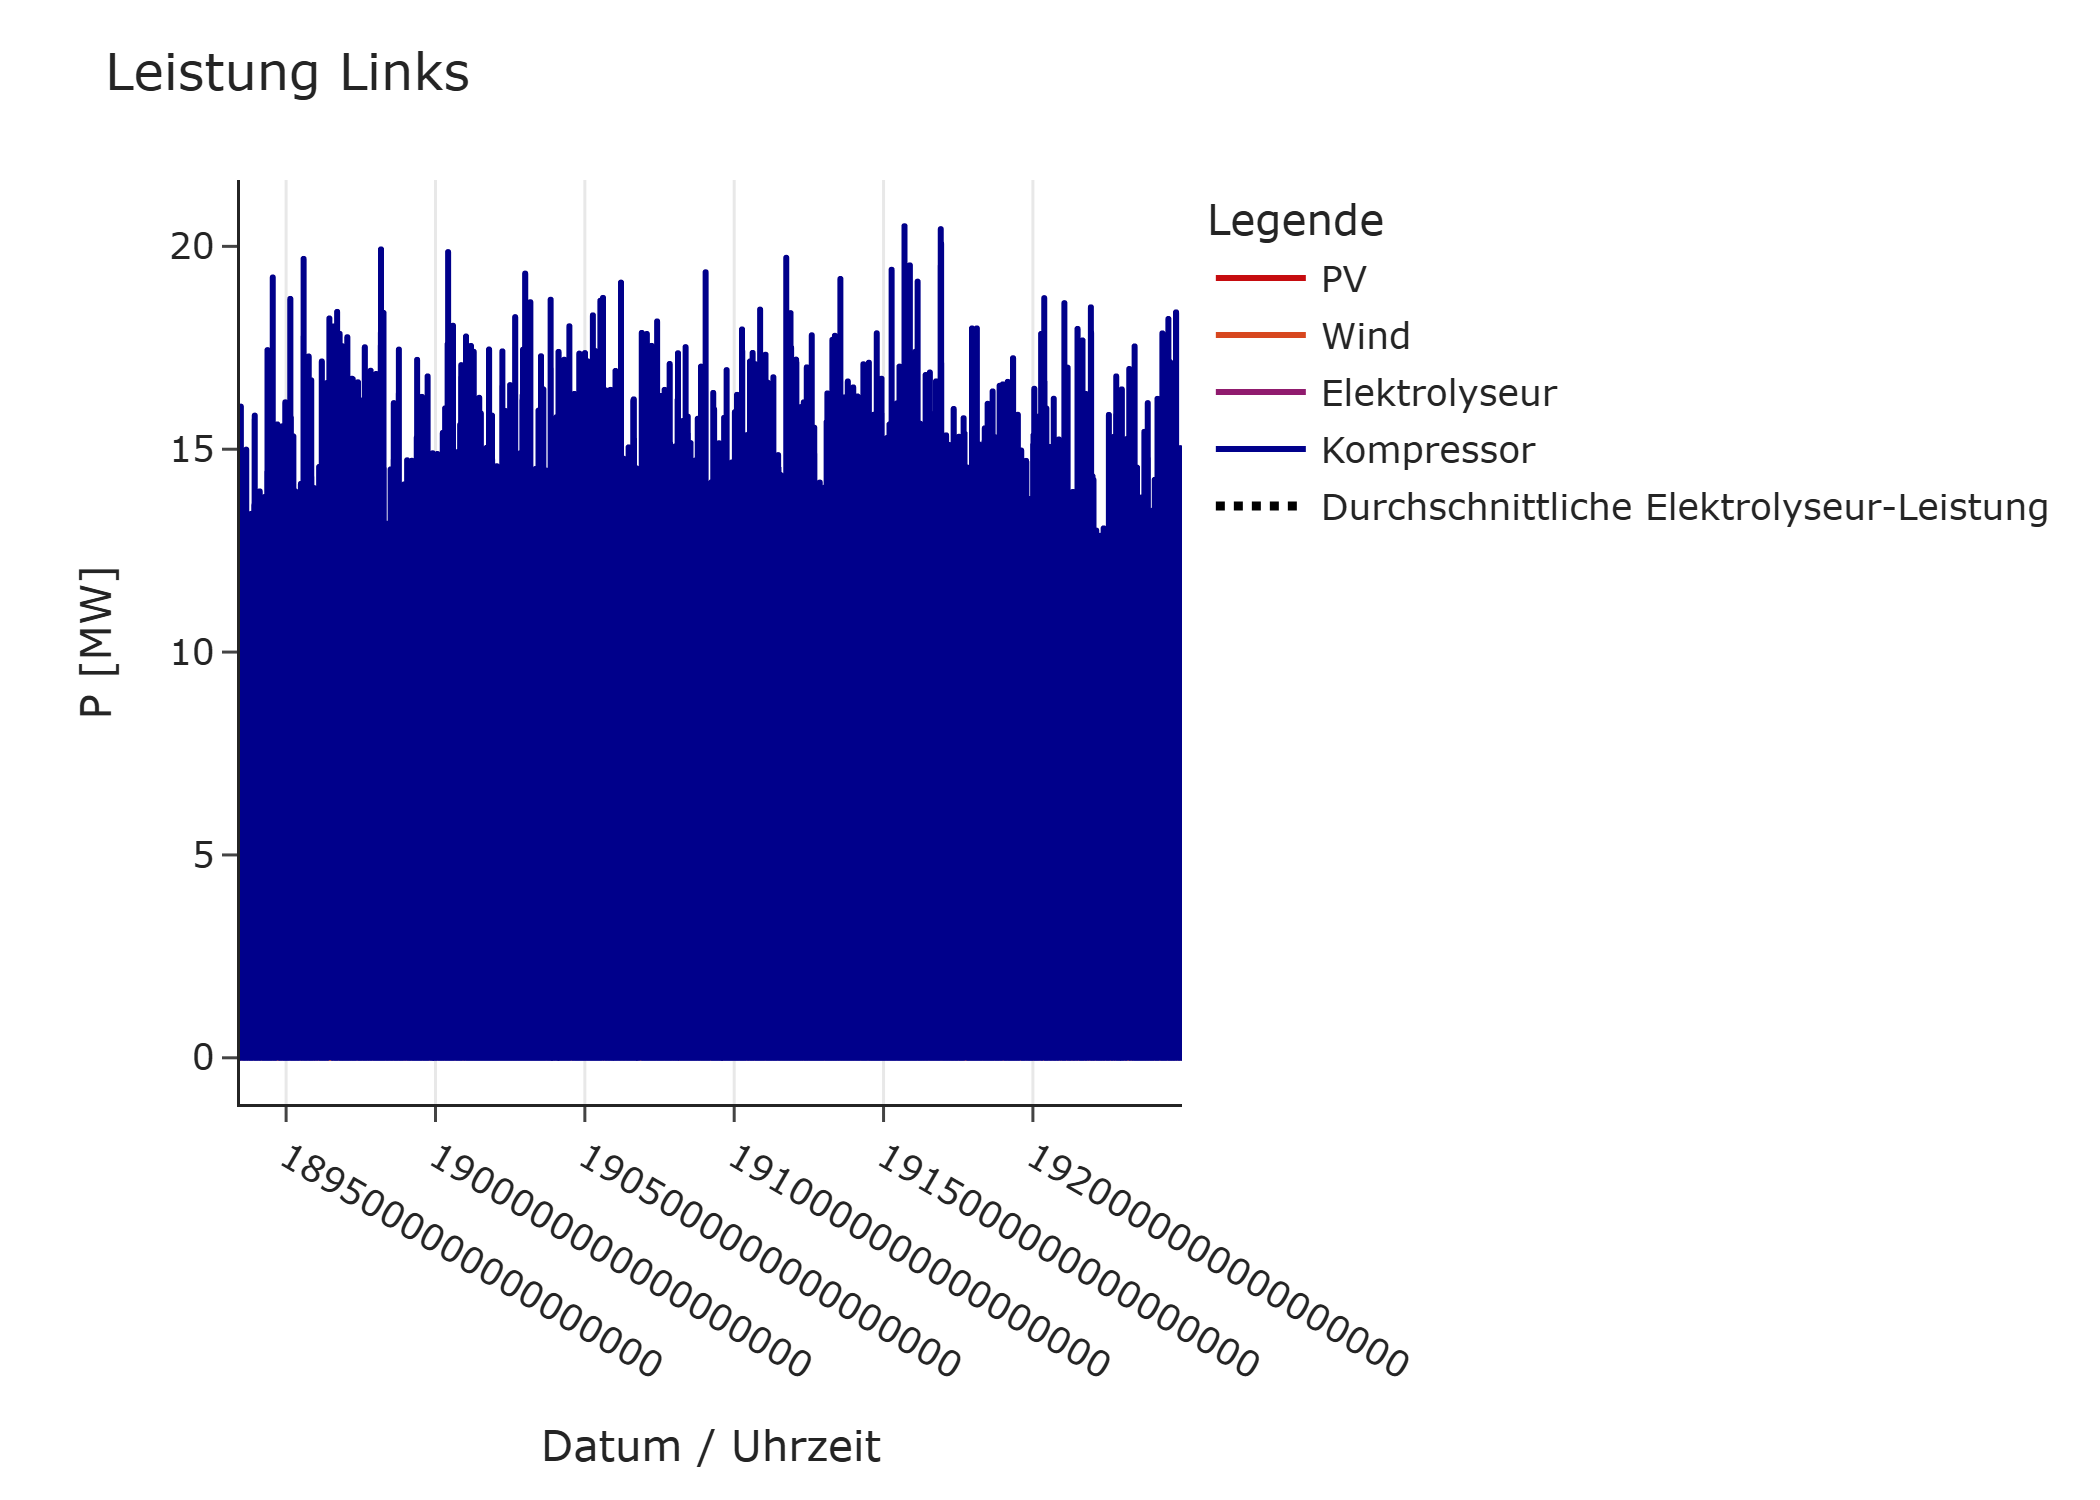 Leistung Links
20
15
10
5
0
P [MW]
Legende
PV
Wind
Elektrolyseur
Kompressor
Durchschnittliche Elektrolyseur-Leistung
1895000000000000000
1900000000000000000
1905000000000000000
1910000000000000000
1915000000000000000
1920000000000000000
Datum / Uhrzeit